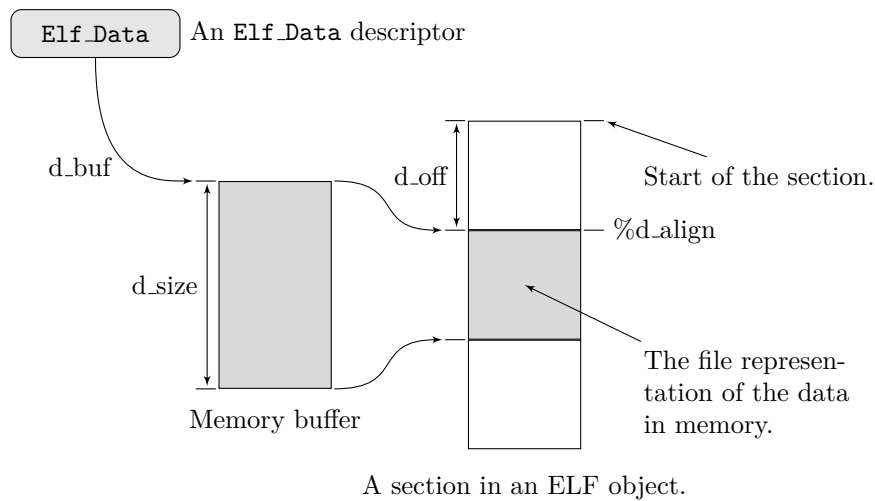 Elf_Data
An Elf_Data descriptor
d_buf
d_off
Start of the section.
%d_align
d_size
The file represen-
tation of the data
in memory.
Memory buffer
A section in an ELF object.